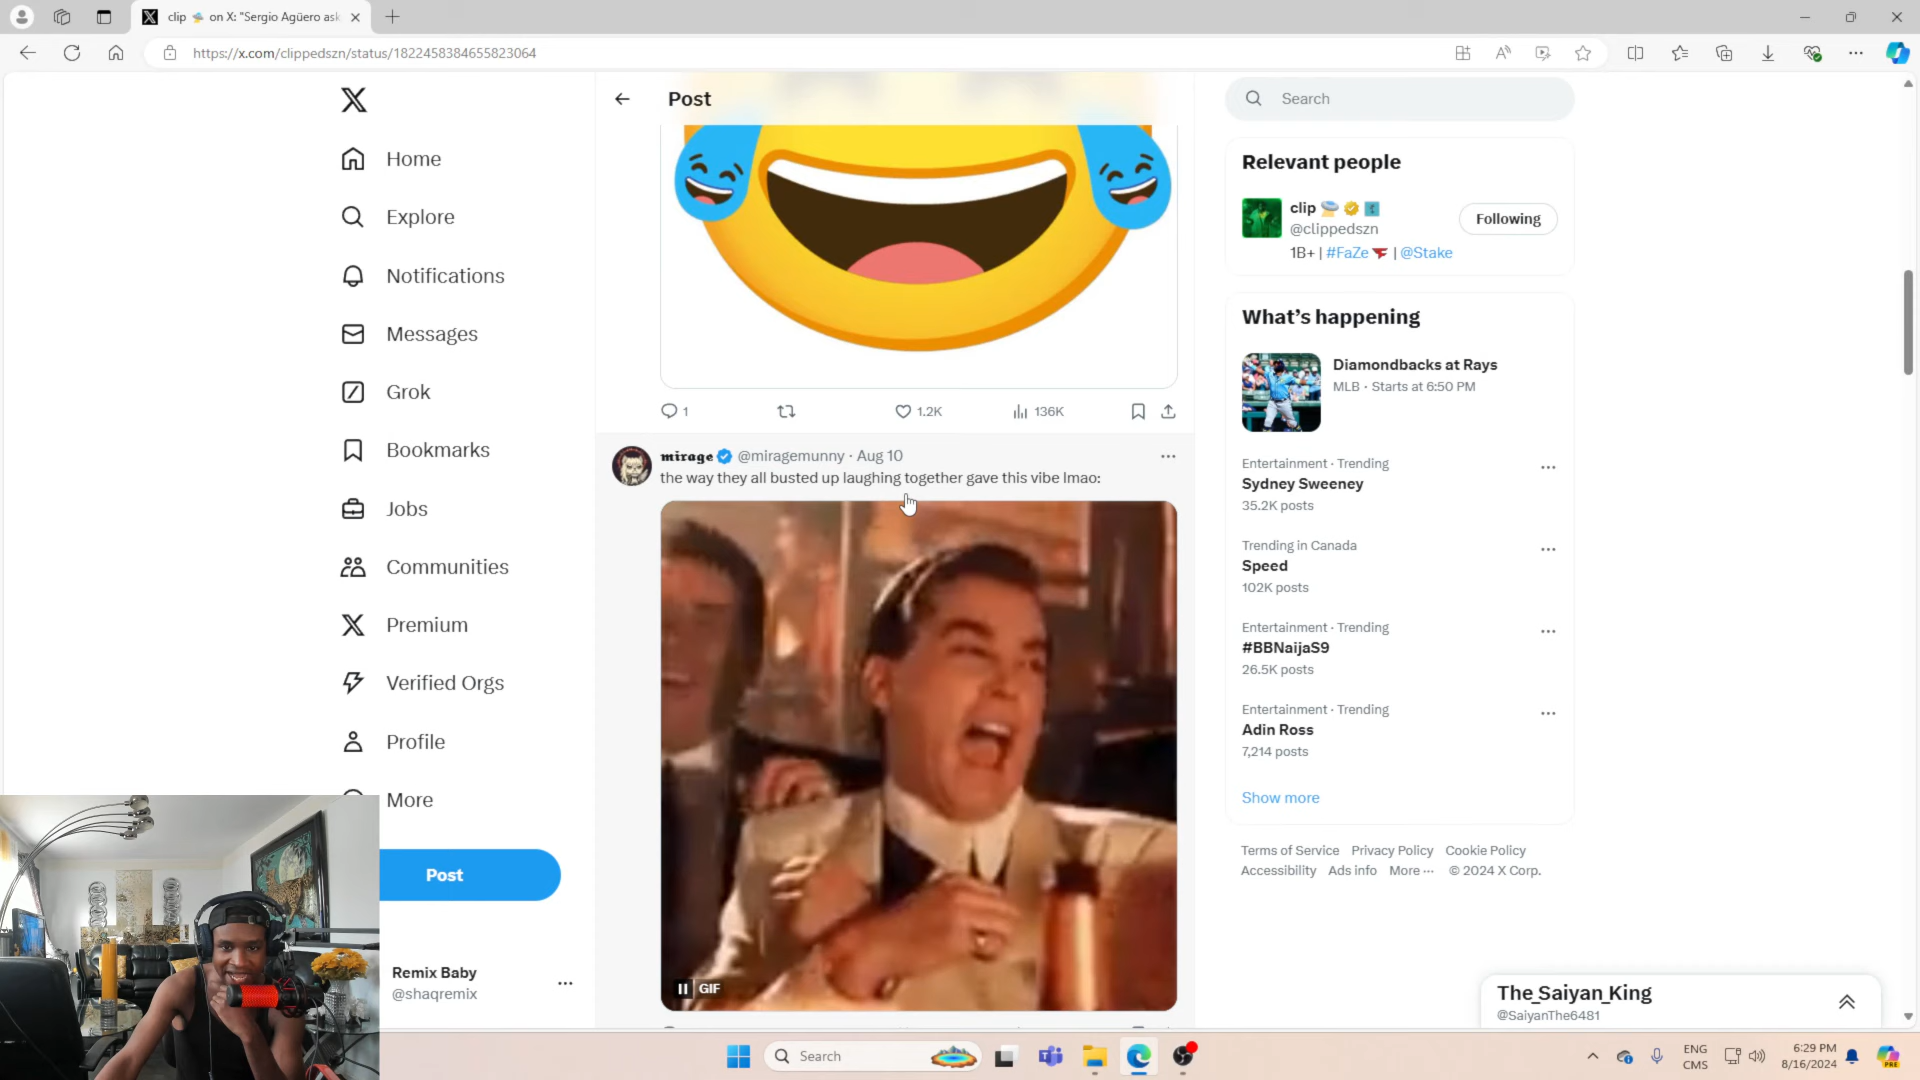 clip on X: "Sergio Agüero ask
https://x.com/clippedszn/status/1822458384655823064
Home
Explore
Notifications
Messages
Grok
Bookmarks
Jobs
Communities
Premium
Verified Orgs
Profile
More
Post
Remix Baby
@shaqremix
Post
1
1.2K
136K
mirage @miragemunny · Aug 10
the way they all busted up laughing together gave this vibe lmao:
GIF
Search
Relevant people
clip
@clippedszn
Following
1B+ | #FaZe | @Stake
What's happening
Diamondbacks at Rays
MLB · Starts at 6:50 PM
Entertainment · Trending
Sydney Sweeney
35.2K posts
Trending in Canada
Speed
102K posts
Entertainment · Trending
#BBNaijaS9
26.5K posts
Entertainment · Trending
Adin Ross
7,214 posts
Show more
Terms of Service Privacy Policy Cookie Policy
Accessibility Ads info More ··· © 2024 X Corp.
The_Saiyan_King
@SaiyanThe6481
Search
ENG
CMS
6:29 PM
8/16/2024
PRE